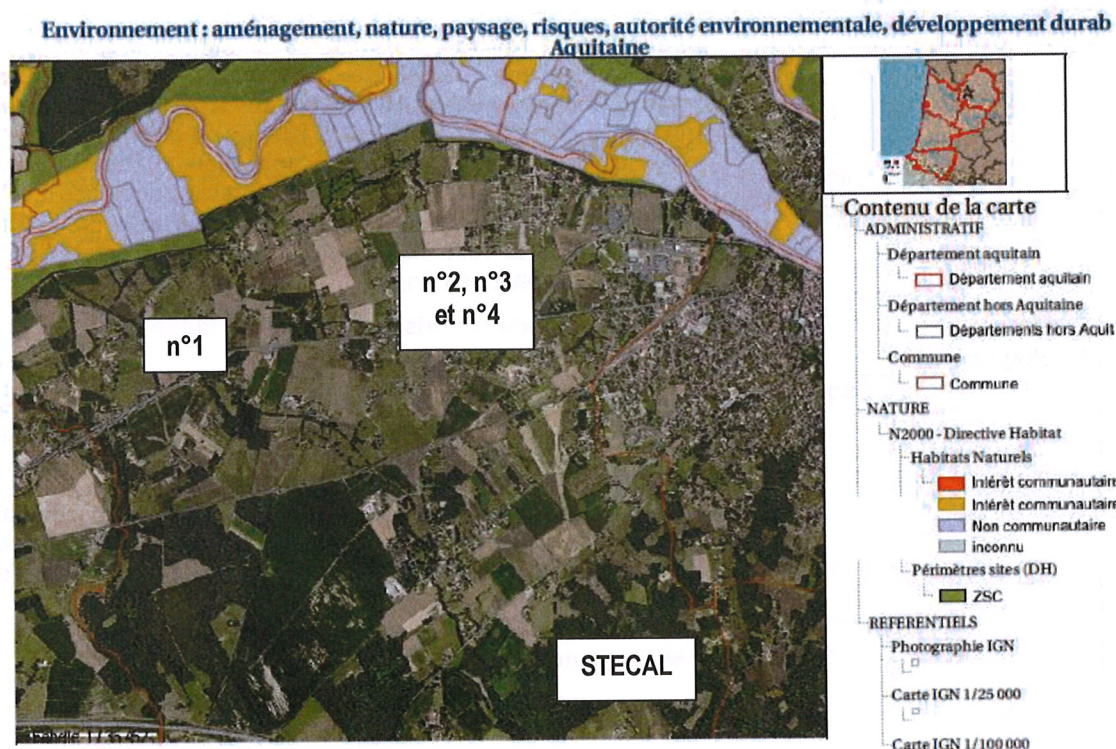 Environnement : aménagement, nature, paysage, risques, autorité environnementale, développement durab
Aquitaine
n°1
n°2, n°3
et n°4
STECAL
Contenu de la carte
ADMINISTRATIF
Département aquitain
Département aquitain
Département hors Aquitaine
Départements hors Aquit
Commune
Commune
NATURE
N2000 - Directive Habitat
Habitats Naturels
Intérêt communautaire
Intérêt communautaire
Non communautaire
inconnu
Périmètres sites (DH)
ZSC
REFERENTIELS
Photographie IGN
Carte IGN 1/25 000
Carte IGN 1/100 000